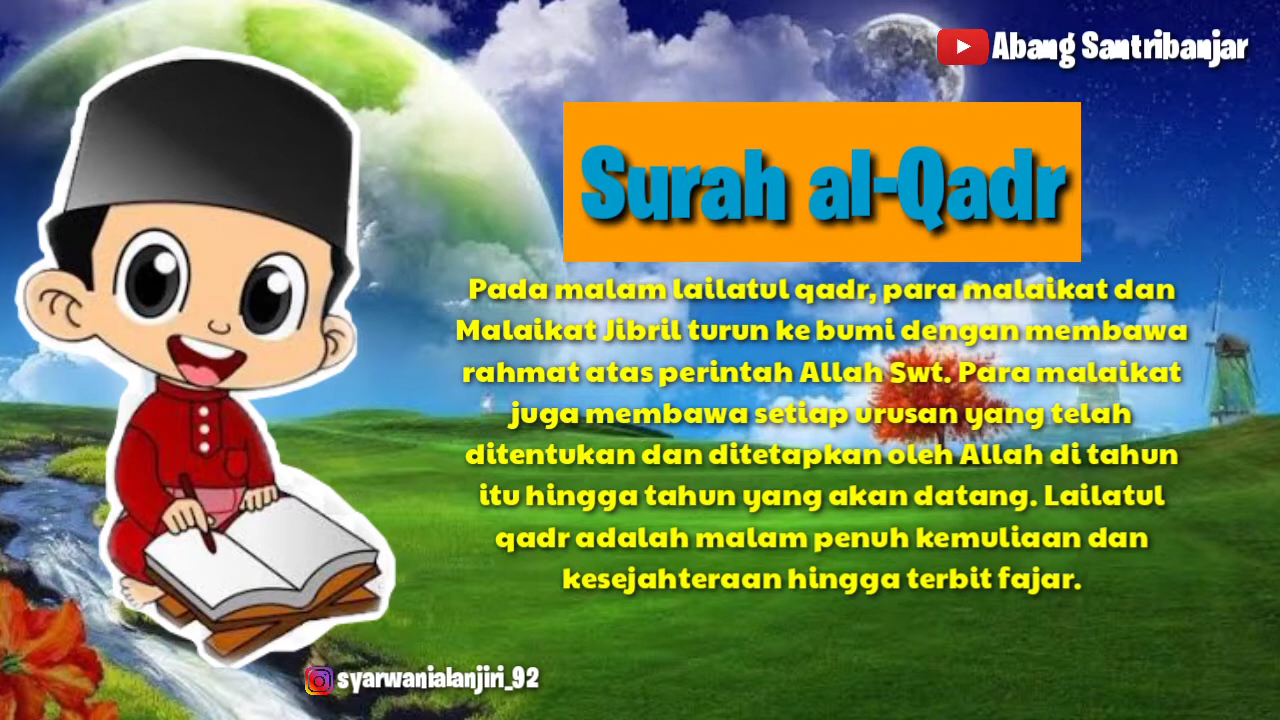 Abang Santribanjar
Surah al-Qadr
Pada malam lailatul qadr, para malaikat dan
Malaikat Jibril turun ke bumi dengan membawa
rahmat atas perintah Allah Swt. Para malaikat
juga membawa setiap urusan yang telah
ditentukan dan ditetapkan oleh Allah di tahun
itu hingga tahun yang akan datang. Lailatul
qadr adalah malam penuh kemuliaan dan
kesejahteraan hingga terbit fajar.
syarwanialanjiri_92